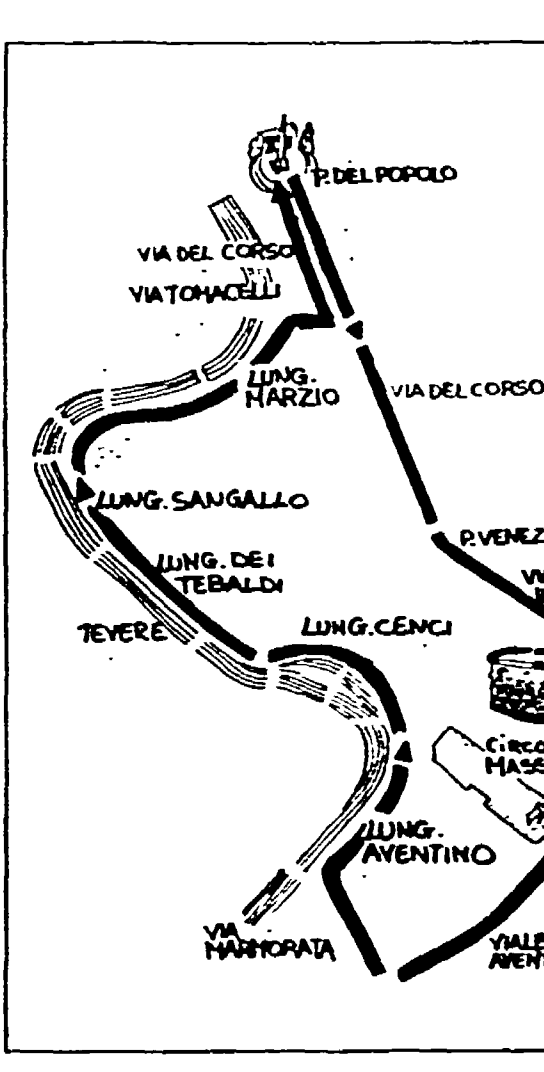 P. DEL POPOLO
VIA DEL CORSO
VIA TOMACELLI
LUNG.
MARZIO
VIA DEL CORSO
LUNG. SANGALLO
P. VENEZ
LUNG. DEI
TEBALDI
TEVERE
LUNG. CENCI
CIRCO
MASS
LUNG.
AVENTINO
VIA
MARMORATA
VIALE
AVENT